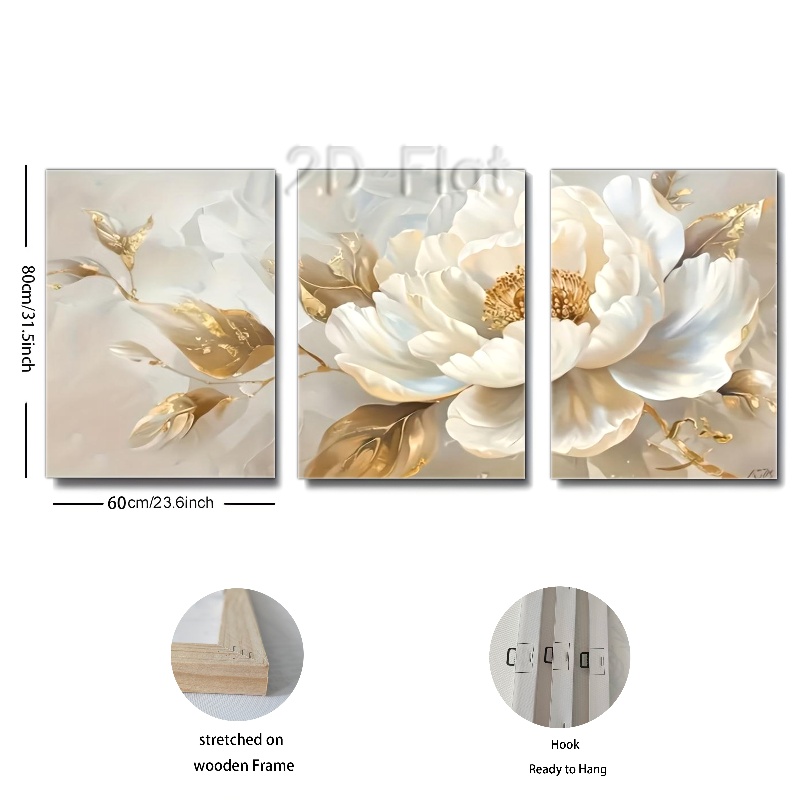 2D Flat
80cm/31.5inch
60cm/23.6inch
stretched on
wooden Frame
Hook
Ready to Hang